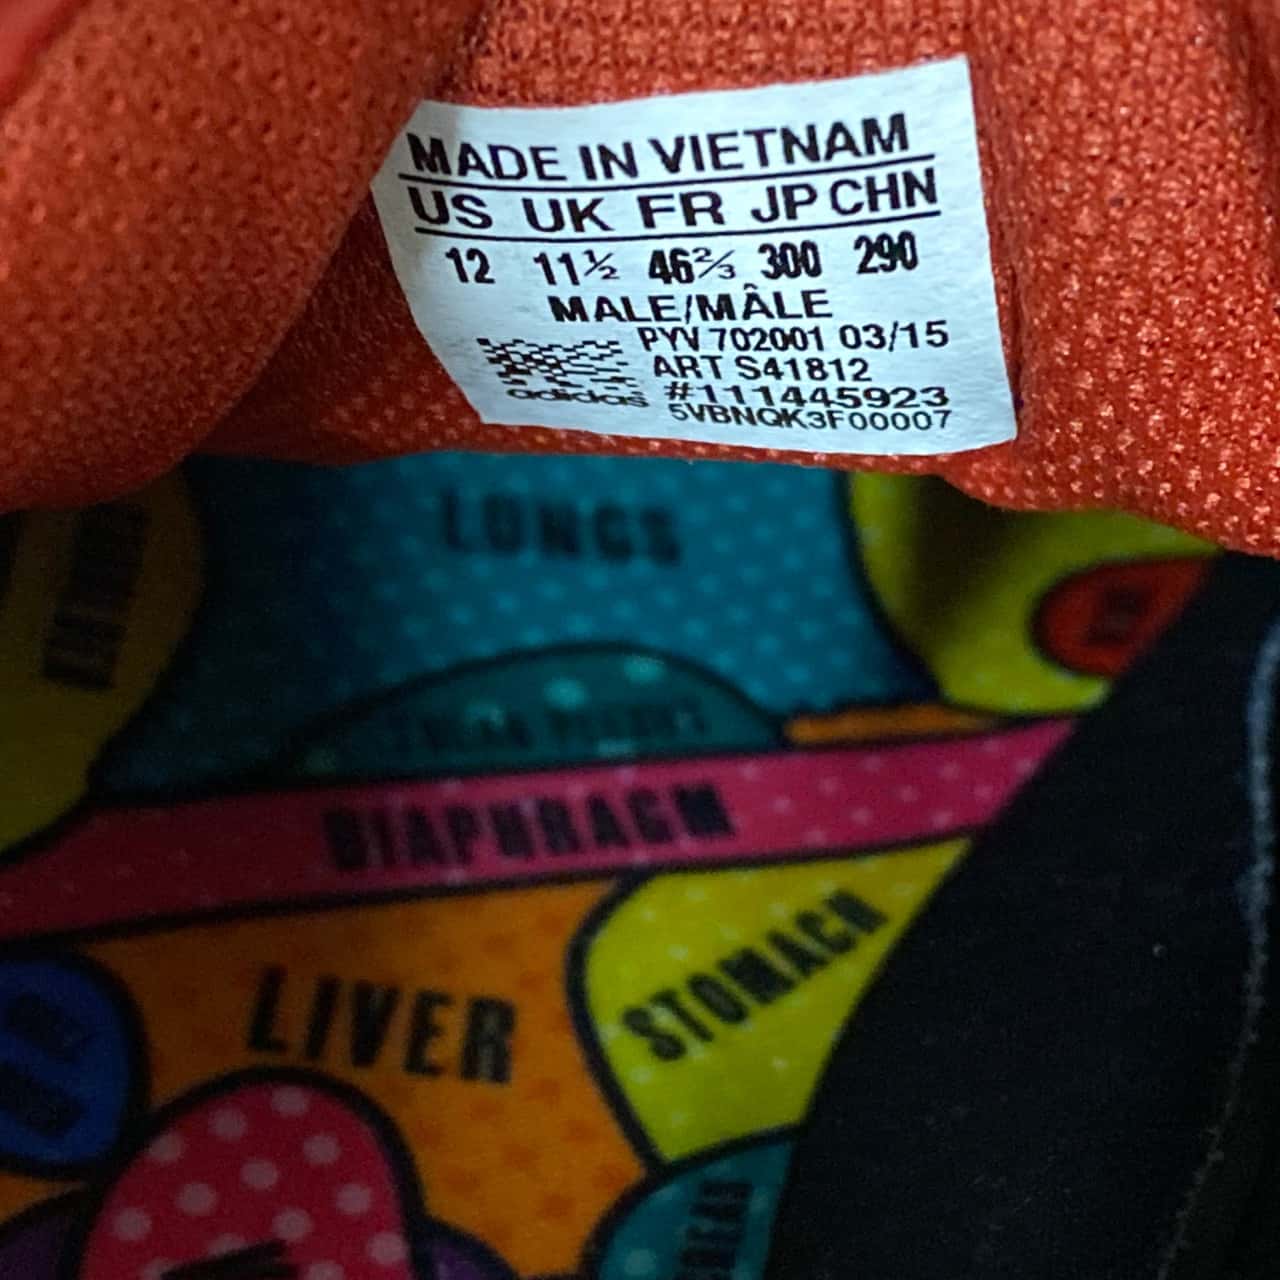 MADE IN VIETNAM
US UK FR JP CHN
12 11½ 46⅔ 300 290
MALE/MÂLE
PYV 702001 03/15
ART S41812
adidas #111445923
5VBNQK3F00007
LUNGS
DIAPHRAGM
STOMACH
LIVER